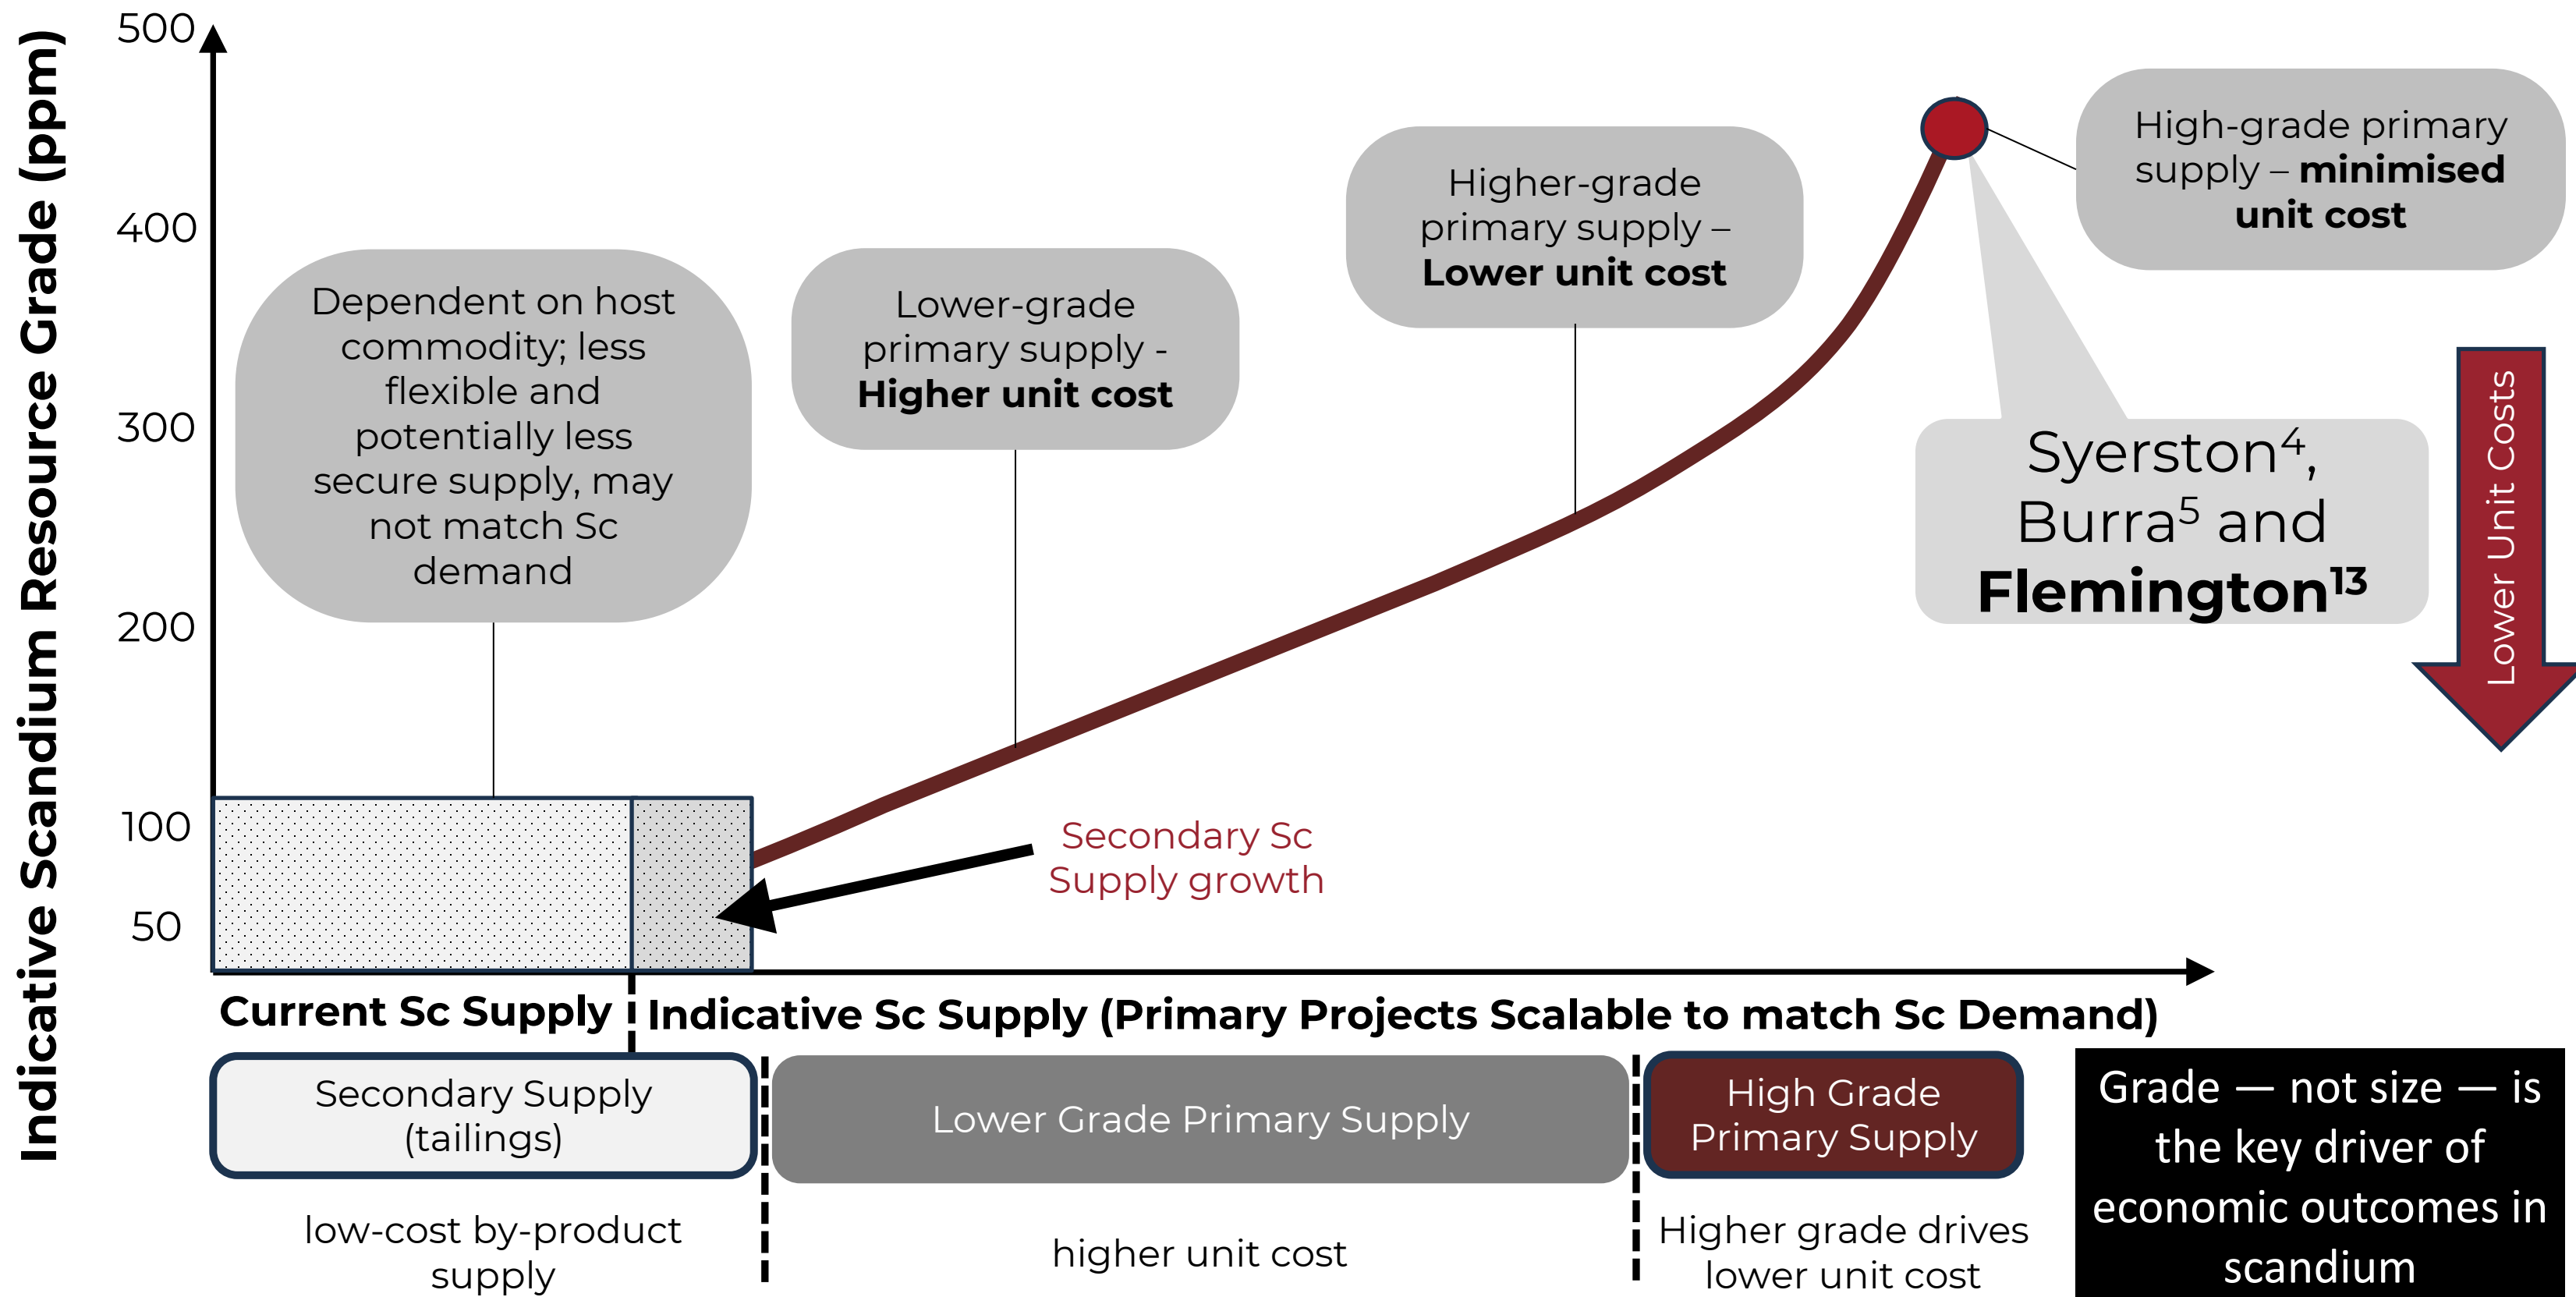 Indicative Scandium Resource Grade (ppm)
500
400
300
200
100
50
Dependent on host
commodity; less
flexible and
potentially less
secure supply, may
not match Sc
demand
Lower-grade
primary supply -
Higher unit cost
Higher-grade
primary supply –
Lower unit cost
High-grade primary
supply – minimised
unit cost
Syerston⁴,
Burra⁵ and
Flemington¹³
Lower Unit Costs
Secondary Sc
Supply growth
Current Sc Supply
Indicative Sc Supply (Primary Projects Scalable to match Sc Demand)
Secondary Supply
(tailings)
Lower Grade Primary Supply
High Grade
Primary Supply
low-cost by-product
supply
higher unit cost
Higher grade drives
lower unit cost
Grade — not size — is
the key driver of
economic outcomes in
scandium